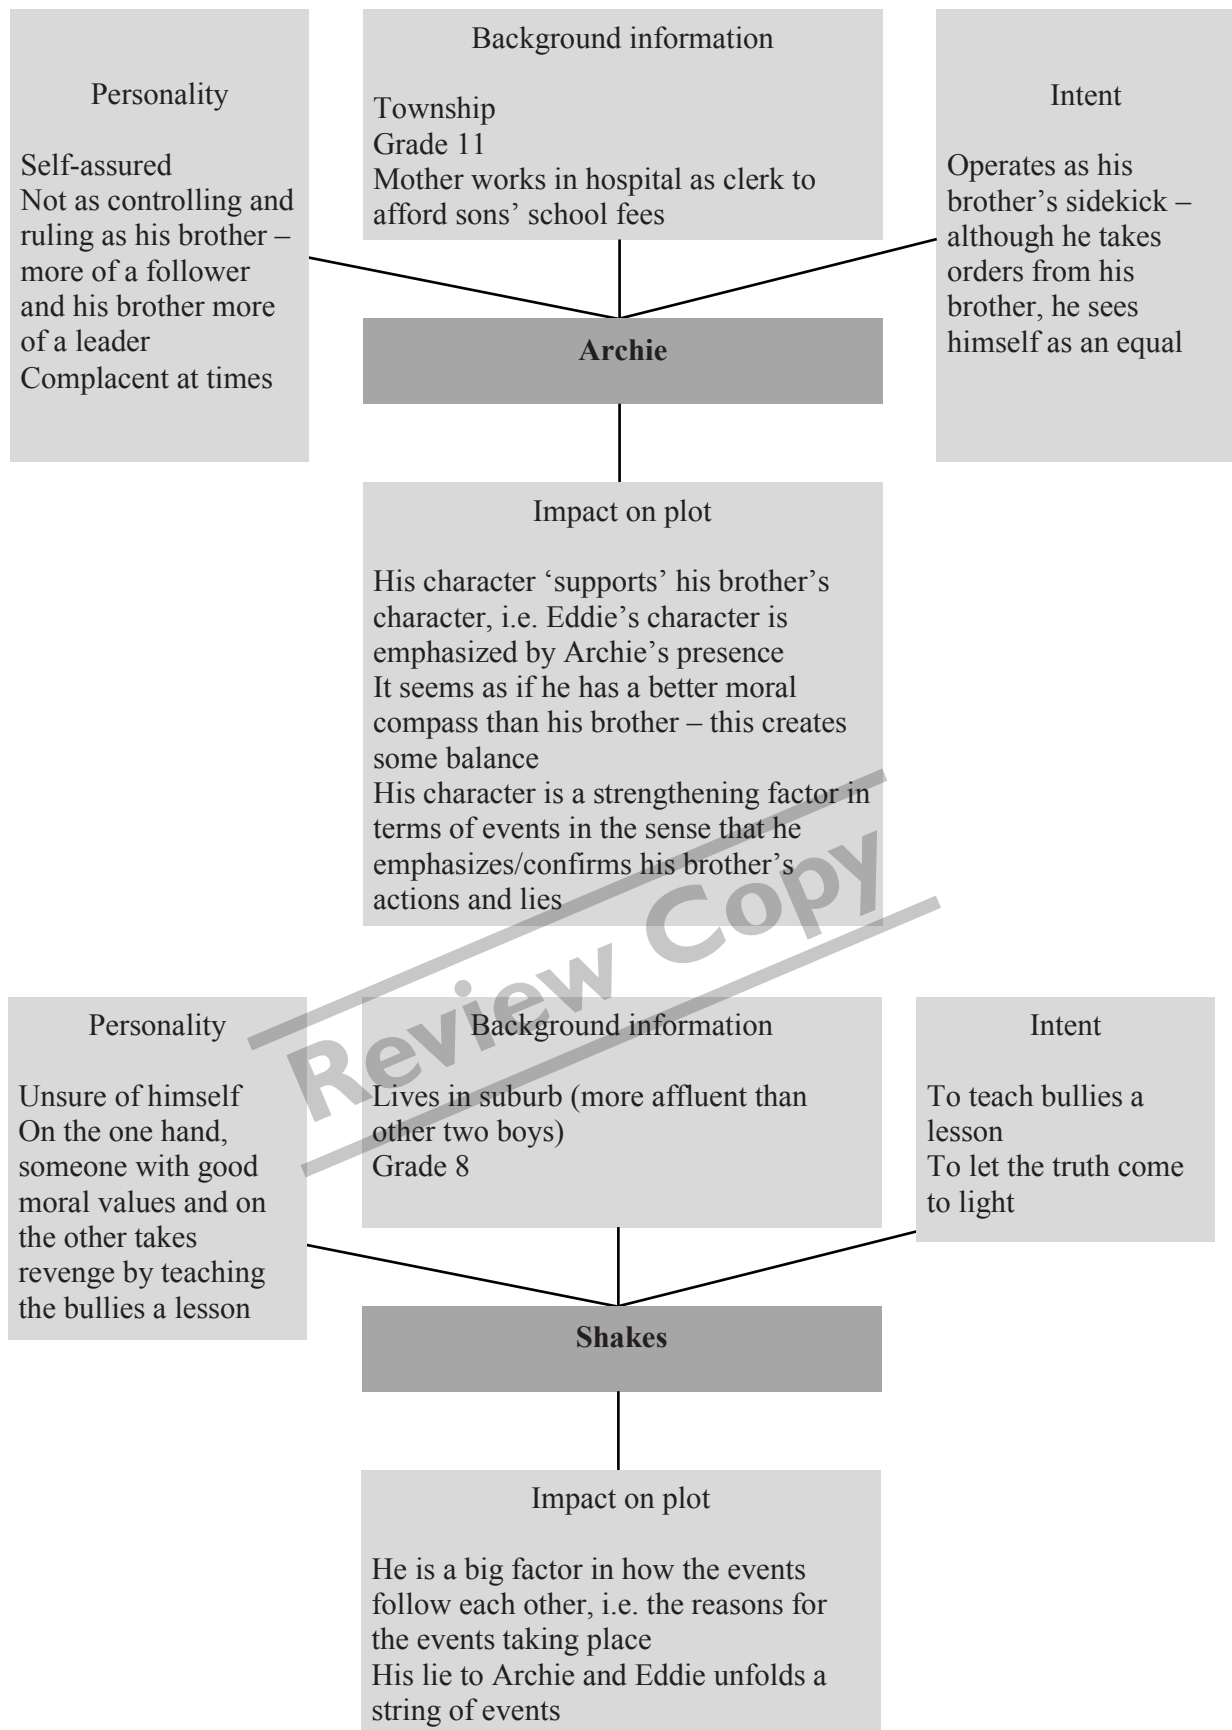 Personality
Self-assured
Not as controlling and
ruling as his brother –
more of a follower
and his brother more
of a leader
Complacent at times
Background information
Township
Grade 11
Mother works in hospital as clerk to
afford sons’ school fees
Intent
Operates as his
brother’s sidekick –
although he takes
orders from his
brother, he sees
himself as an equal
Archie
Impact on plot
His character ‘supports’ his brother’s
character, i.e. Eddie’s character is
emphasized by Archie’s presence
It seems as if he has a better moral
compass than his brother – this creates
some balance
His character is a strengthening factor in
terms of events in the sense that he
emphasizes/confirms his brother’s
actions and lies
Review Copy
Personality
Unsure of himself
On the one hand,
someone with good
moral values and on
the other takes
revenge by teaching
the bullies a lesson
Background information
Lives in suburb (more affluent than
other two boys)
Grade 8
Intent
To teach bullies a
lesson
To let the truth come
to light
Shakes
Impact on plot
He is a big factor in how the events
follow each other, i.e. the reasons for
the events taking place
His lie to Archie and Eddie unfolds a
string of events